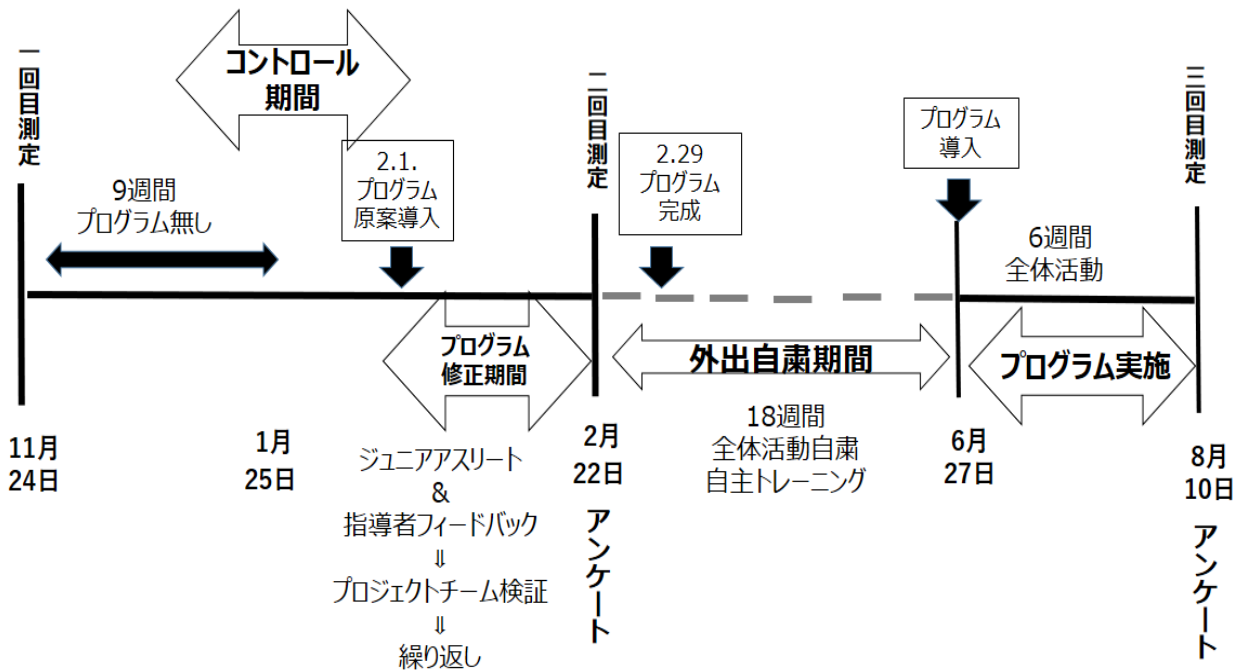 一回目測定
コントロール
期間
9週間
プログラム無し
2.1.
プログラム
原案導入
二回目測定
2.29
プログラム
完成
プログラム
導入
三回目測定
6週間
全体活動
プログラム
修正期間
外出自粛期間
プログラム実施
11月
24日
1月
25日
ジュニアアスリート
&
指導者フィードバック
⇓
プロジェクトチーム検証
⇓
繰り返し
2月
22日
アンケート
18週間
全体活動自粛
自主トレーニング
6月
27日
8月
10日
アンケート